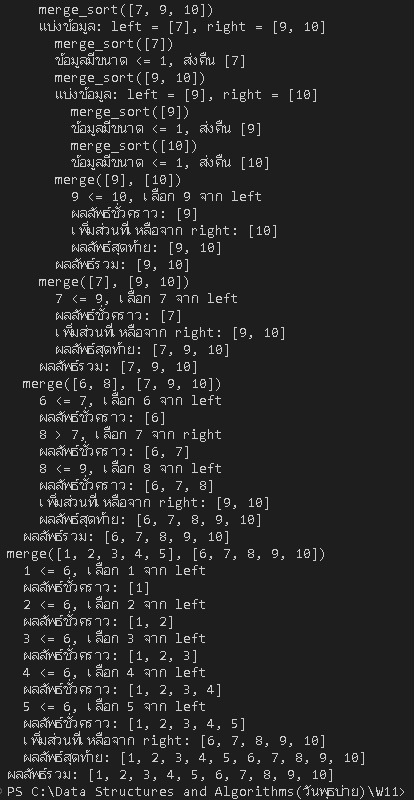 merge_sort([7, 9, 10])
แบ่งข้อมูล: left = [7], right = [9, 10]
merge_sort([7])
ข้อมูลมีขนาด <= 1, ส่งคืน [7]
merge_sort([9, 10])
แบ่งข้อมูล: left = [9], right = [10]
merge_sort([9])
ข้อมูลมีขนาด <= 1, ส่งคืน [9]
merge_sort([10])
ข้อมูลมีขนาด <= 1, ส่งคืน [10]
merge([9], [10])
9 <= 10, เลือก 9 จาก left
ผลลัพธ์ชั่วคราว: [9]
เพิ่มส่วนที่เหลือจาก right: [10]
ผลลัพธ์สุดท้าย: [9, 10]
ผลลัพธ์รวม: [9, 10]
merge([7], [9, 10])
7 <= 9, เลือก 7 จาก left
ผลลัพธ์ชั่วคราว: [7]
เพิ่มส่วนที่เหลือจาก right: [9, 10]
ผลลัพธ์สุดท้าย: [7, 9, 10]
ผลลัพธ์รวม: [7, 9, 10]
merge([6, 8], [7, 9, 10])
6 <= 7, เลือก 6 จาก left
ผลลัพธ์ชั่วคราว: [6]
8 > 7, เลือก 7 จาก right
ผลลัพธ์ชั่วคราว: [6, 7]
8 <= 9, เลือก 8 จาก left
ผลลัพธ์ชั่วคราว: [6, 7, 8]
เพิ่มส่วนที่เหลือจาก right: [9, 10]
ผลลัพธ์สุดท้าย: [6, 7, 8, 9, 10]
ผลลัพธ์รวม: [6, 7, 8, 9, 10]
merge([1, 2, 3, 4, 5], [6, 7, 8, 9, 10])
1 <= 6, เลือก 1 จาก left
ผลลัพธ์ชั่วคราว: [1]
2 <= 6, เลือก 2 จาก left
ผลลัพธ์ชั่วคราว: [1, 2]
3 <= 6, เลือก 3 จาก left
ผลลัพธ์ชั่วคราว: [1, 2, 3]
4 <= 6, เลือก 4 จาก left
ผลลัพธ์ชั่วคราว: [1, 2, 3, 4]
5 <= 6, เลือก 5 จาก left
ผลลัพธ์ชั่วคราว: [1, 2, 3, 4, 5]
เพิ่มส่วนที่เหลือจาก right: [6, 7, 8, 9, 10]
ผลลัพธ์สุดท้าย: [1, 2, 3, 4, 5, 6, 7, 8, 9, 10]
ผลลัพธ์รวม: [1, 2, 3, 4, 5, 6, 7, 8, 9, 10]
PS C:\Data Structures and Algorithms(วันพุธบ่าย)\W11>